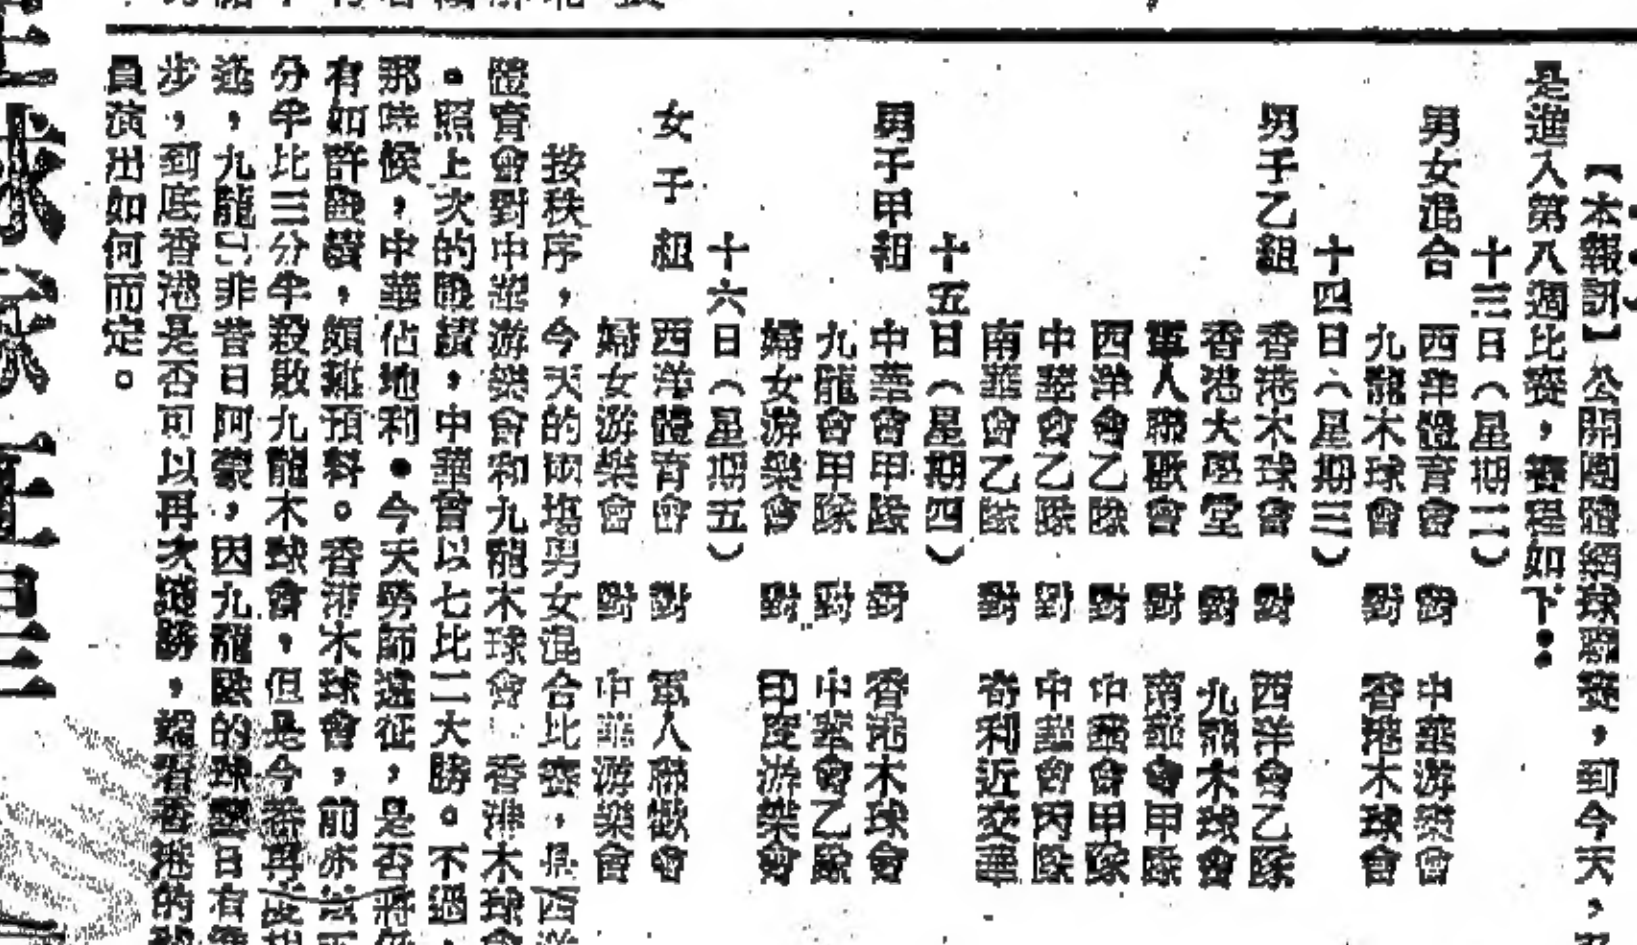 【本報訊】公開團體網球聯賽，到今天，
是進入第八週比賽，賽程如下：
十三日（星期二）
男女混合 西洋體育會 對 中華游樂會
九龍木球會 對 香港木球會
十四日（星期三）
男子乙組 香港木球會 對 西洋會乙隊
香港大學堂 對 九龍木球會
軍人聯歡會 對 南華會甲隊
西洋會乙隊 對 中華會甲隊
中華會乙隊 對 中華會丙隊
南華會乙隊 對 奇利近交華
十五日（星期四）
男子甲組 中華會甲隊 對 香港木球會
九龍會甲隊 對 中華會乙隊
婦女游樂會 對 印度游樂會
十六日（星期五）
女子組 西洋體育會 對 軍人聯歡會
婦女游樂會 對 中華游樂會
按秩序，今天的兩場男女混合比賽，是西洋
體育會對中華游樂會和九龍木球會 香港木球會
。照上次的戰績，中華會以七比二大勝。不過，
那時候，中華佔地利。今天勞師遠征，是否將
有如許戰績，頗難預料。香港木球會，前亦
分半比三分半殺敗九龍木球會，但是今番再度
，九龍已非昔日阿蒙，因九龍隊的球藝日有進
步，到底香港是否可以再次 勝，端看香港的
員演出如何而定。